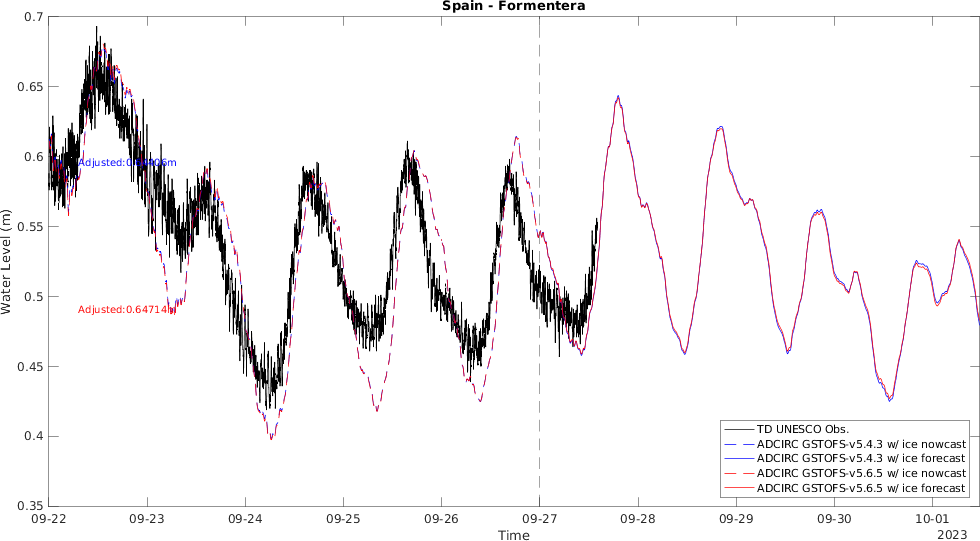 Spain - Formentera
0.7
0.65
0.6
0.55
0.5
0.45
0.4
0.35
Water Level (m)
Adjusted:0.64714m
TD UNESCO Obs.
ADCIRC GSTOFS-v5.4.3 w/ ice nowcast
ADCIRC GSTOFS-v5.4.3 w/ ice forecast
ADCIRC GSTOFS-v5.6.5 w/ ice nowcast
ADCIRC GSTOFS-v5.6.5 w/ ice forecast
09-22 09-23 09-24 09-25 09-26 09-27 09-28 09-29 09-30 10-01
Time
2023